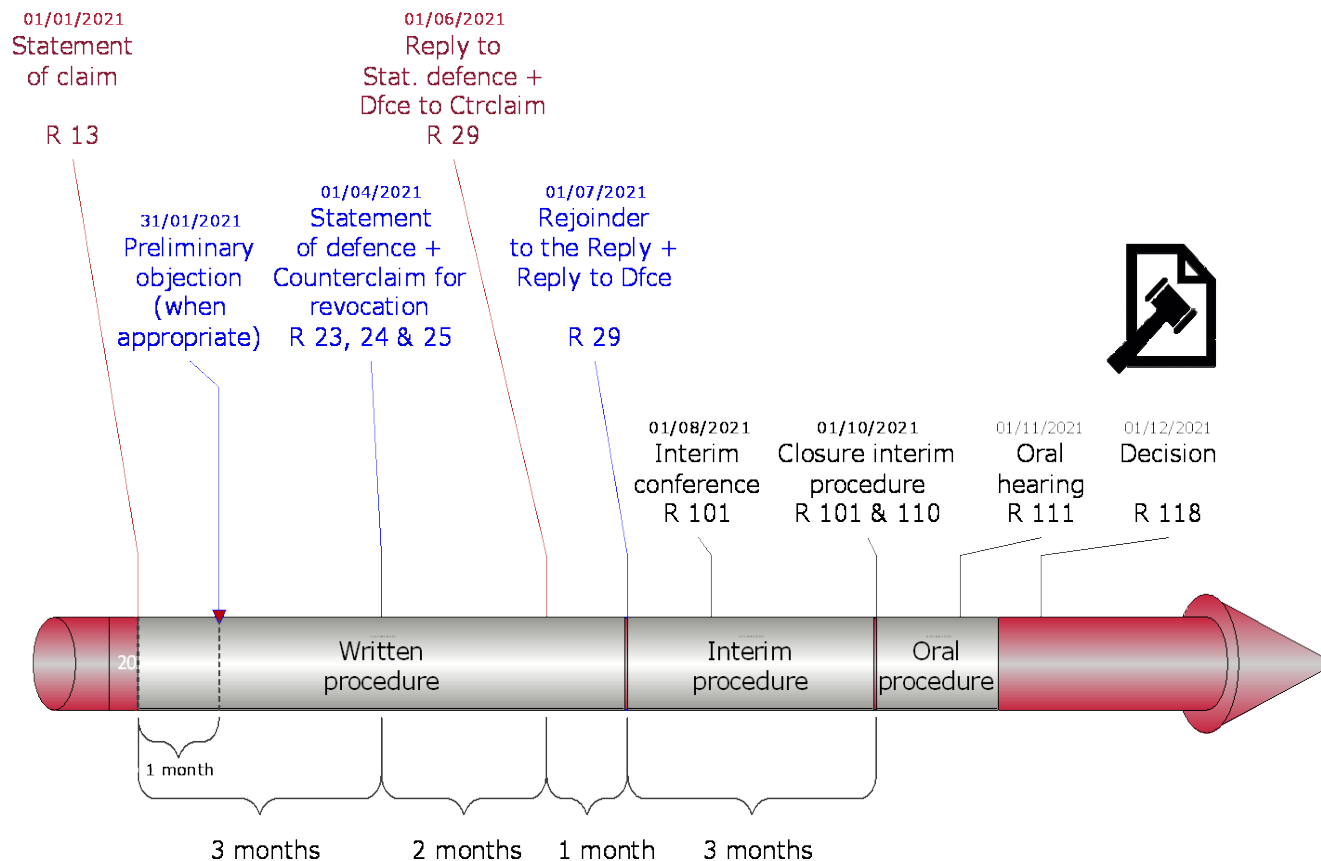 01/01/2021
Statement
of claim
R 13
31/01/2021
Preliminary
objection
(when
appropriate)
01/04/2021
Statement
of defence +
Counterclaim for
revocation
R 23, 24 & 25
01/06/2021
Reply to
Stat. defence +
Dfce to Ctrclaim
R 29
01/07/2021
Rejoinder
to the Reply +
Reply to Dfce
R 29
01/08/2021
Interim
conference
R 101
01/10/2021
Closure interim
procedure
R 101 & 110
01/11/2021
Oral
hearing
R 111
01/12/2021
Decision
R 118
20
Written
procedure
Interim
procedure
Oral
procedure
1 month
3 months
2 months
1 month
3 months